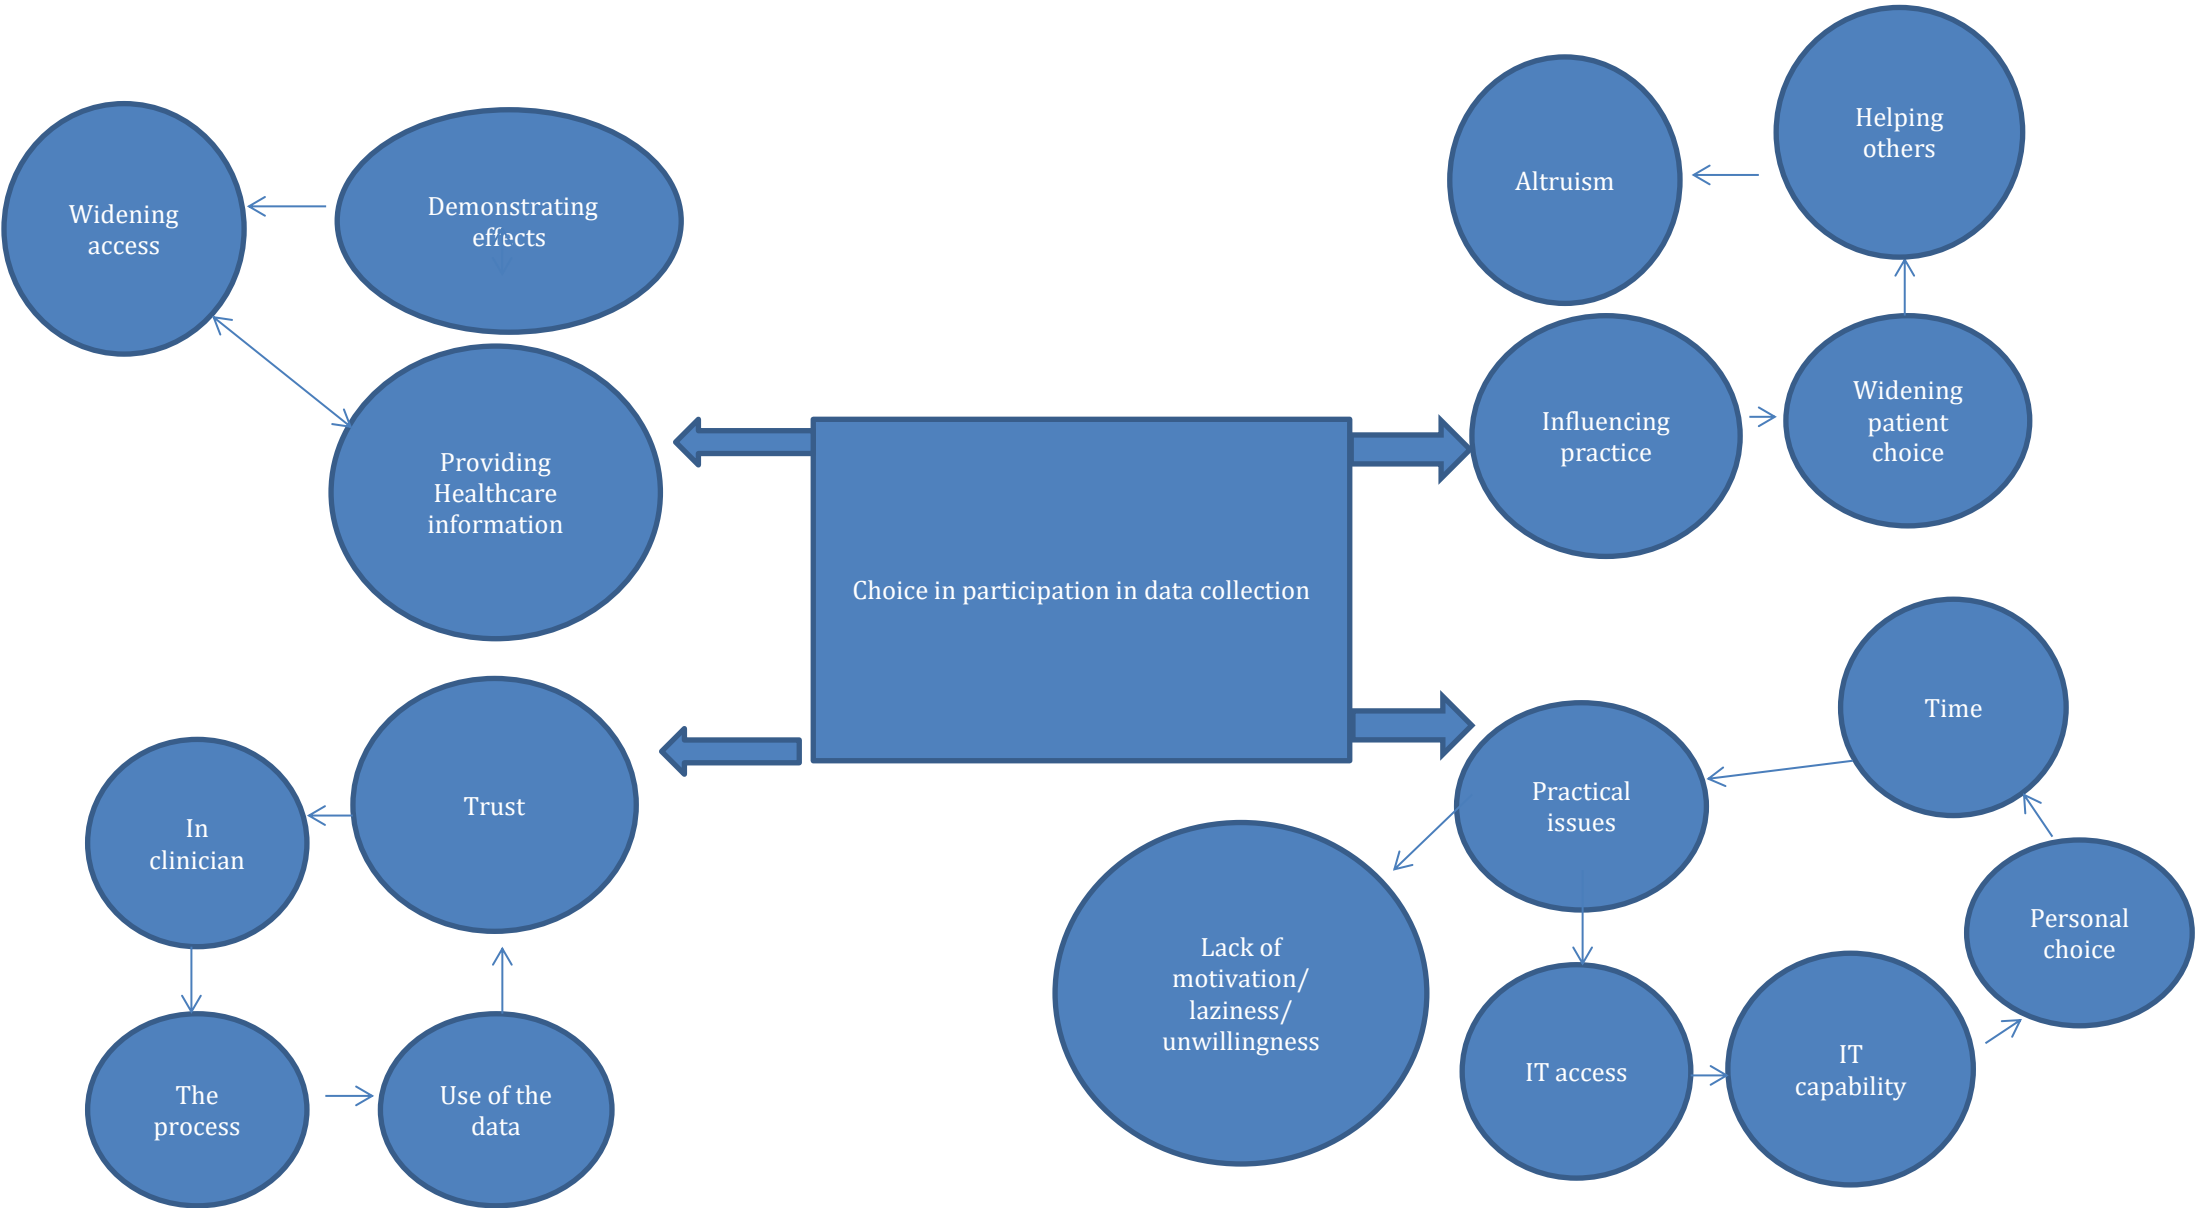 Helping
others
Altruism
Widening
access
Demonstrating
effects
Widening
patient
choice
Influencing
practice
Providing
Healthcare
information
Choice in participation in data collection
Time
Trust
Practical
issues
In
clinician
Personal
choice
Lack of
motivation/
laziness/
unwillingness
IT access
IT
capability
The
process
Use of the
data